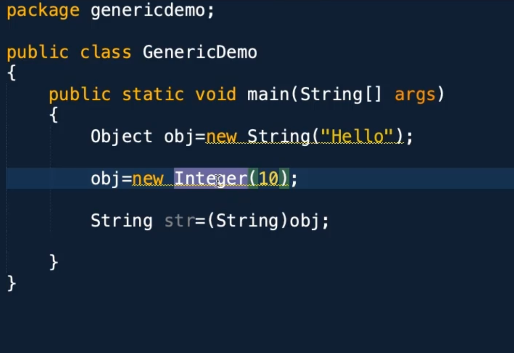 package genericdemo;
public class GenericDemo
{
public static void main(String[] args)
{
Object obj=new String("Hello");
obj=new Integer(10);
String str=(String)obj;
}
}